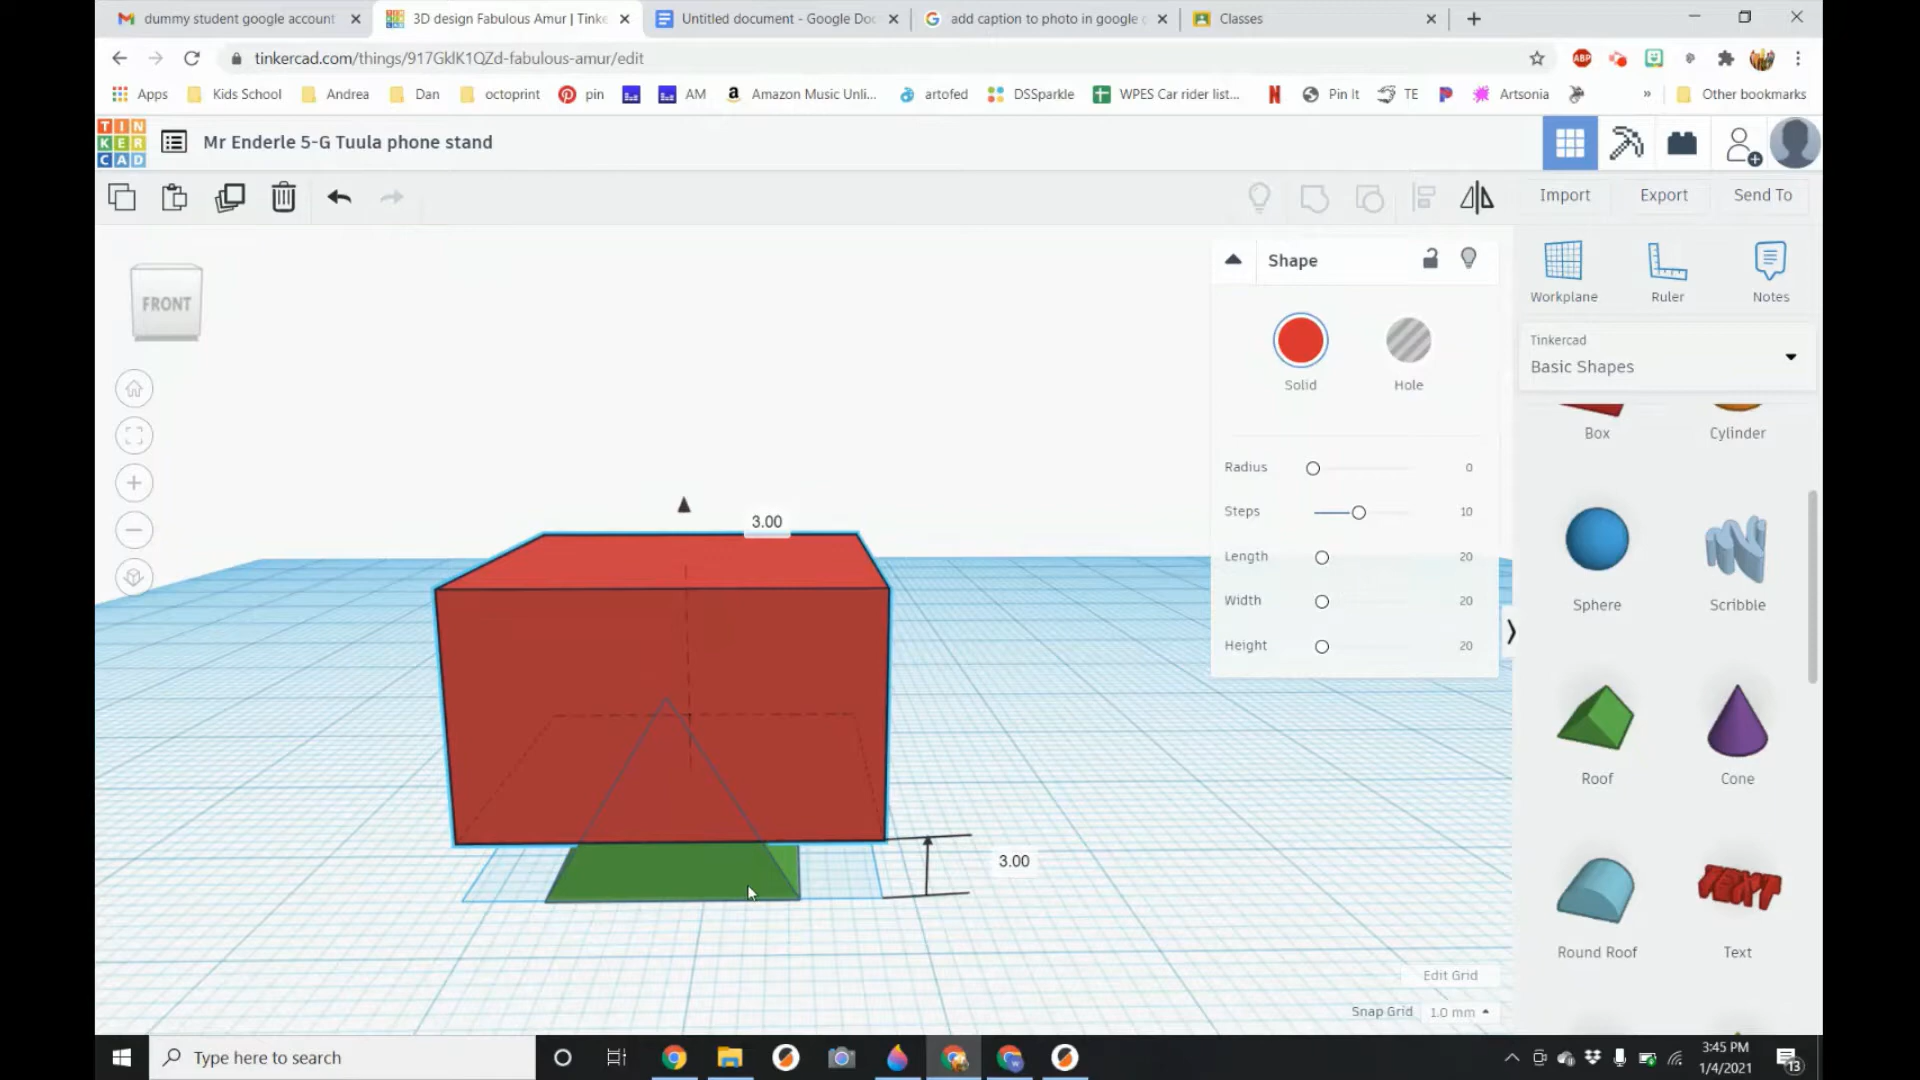 dummy student google account
3D design Fabulous Amur | Tinke
Untitled document - Google Doc
add caption to photo in google
Classes
tinkercad.com/things/917GkIK1QZd-fabulous-amur/edit
ABP
Apps
Kids School
Andrea
Dan
octoprint
pin
AM
Amazon Music Unli...
artofed
DSSparkle
WPES Car rider list...
Pin It
TE
Artsonia
»
Other bookmarks
TIN
KER
CAD
Mr Enderle 5-G Tuula phone stand
Import
Export
Send To
FRONT
Shape
Solid
Hole
Radius 0
Steps 10
Length 20
Width 20
Height 20
Workplane
Ruler
Notes
Tinkercad
Basic Shapes
Box
Cylinder
Sphere
Scribble
Roof
Cone
Round Roof
TEXT
Text
3.00
3.00
Edit Grid
Snap Grid 1.0 mm
Type here to search
3:45 PM
1/4/2021
13